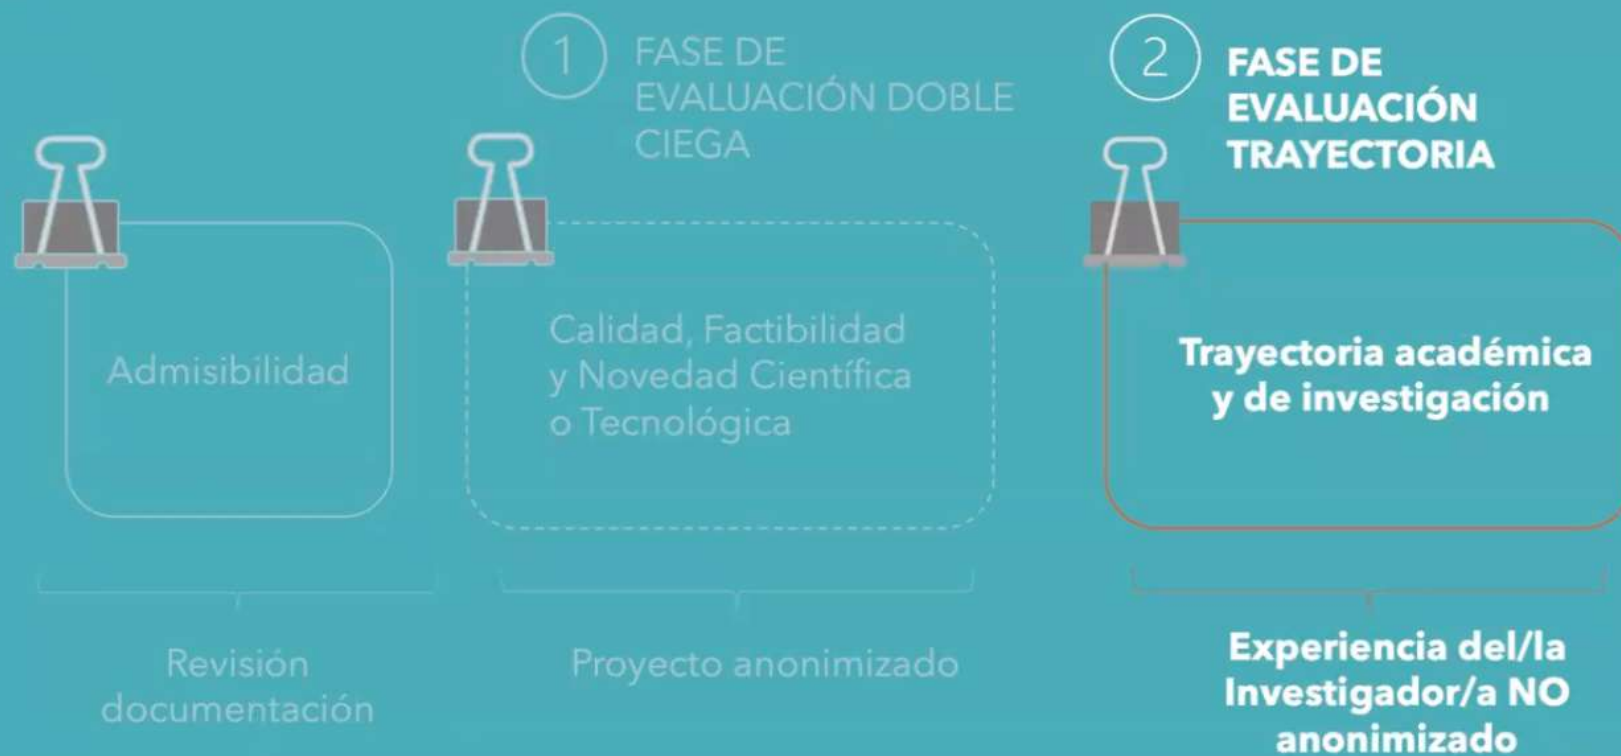 1
FASE DE
EVALUACIÓN DOBLE
CIEGA
2
FASE DE
EVALUACIÓN
TRAYECTORIA
Admisibilidad
Calidad, Factibilidad
y Novedad Científica
o Tecnológica
Trayectoria académica
y de investigación
Revisión
documentación
Proyecto anonimizado
Experiencia del/la
Investigador/a NO
anonimizado